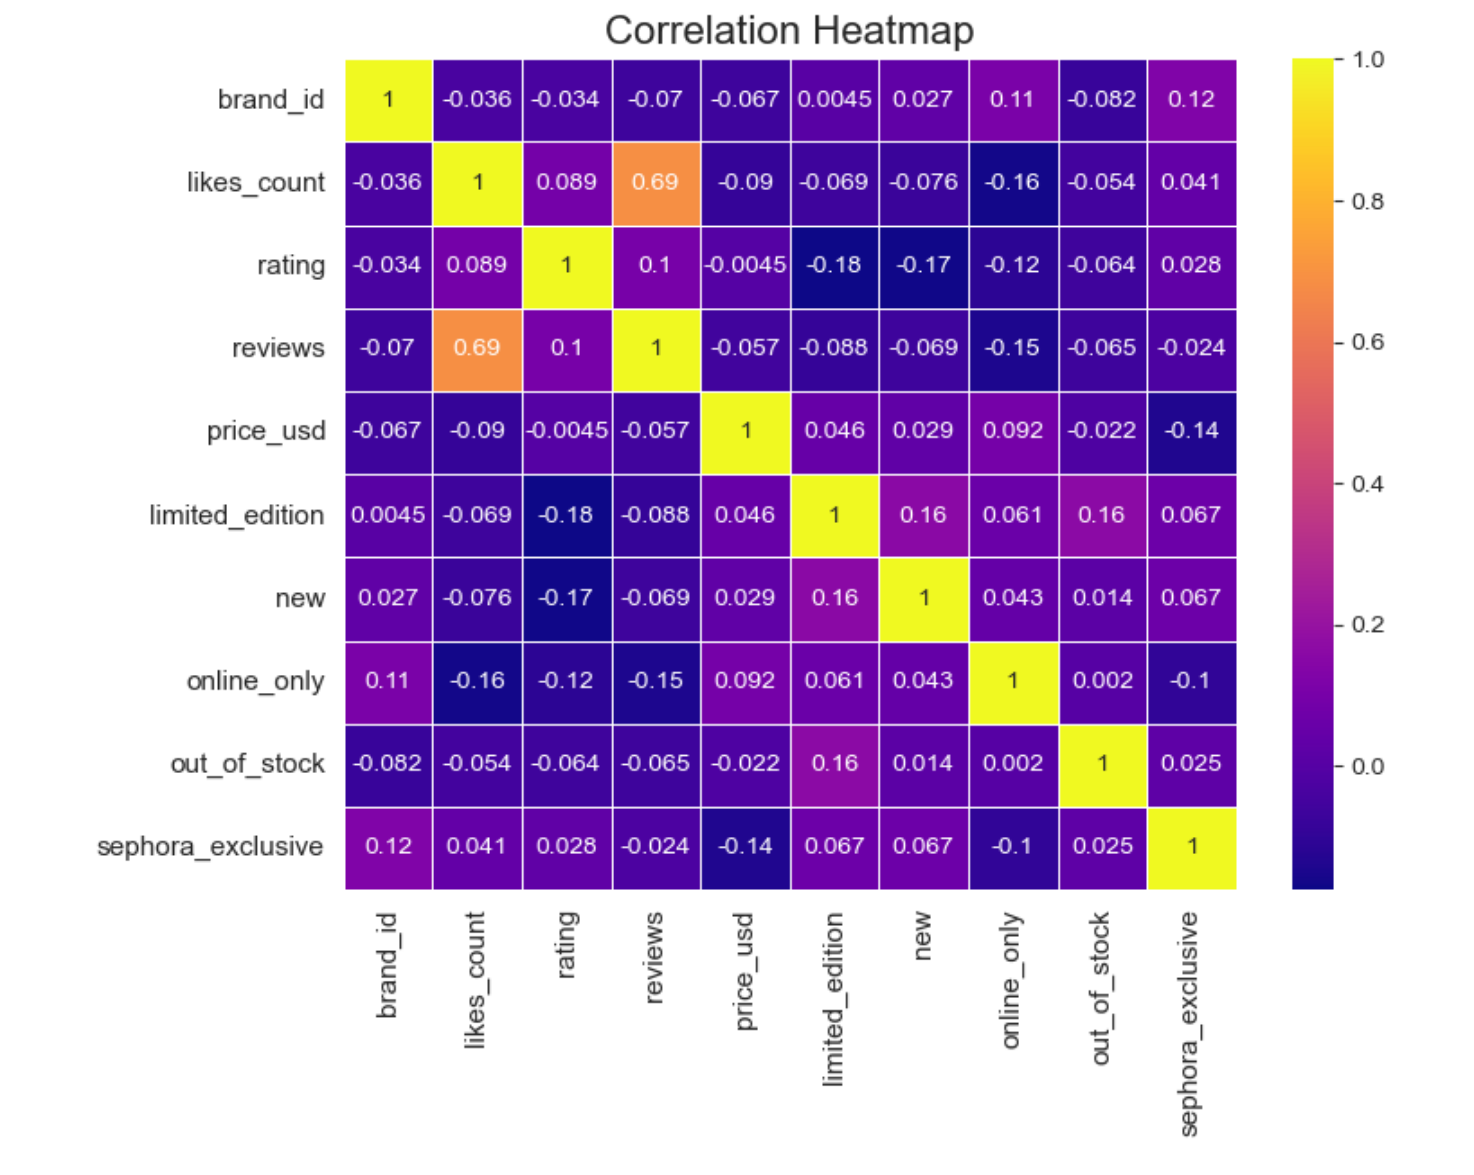 Correlation Heatmap
brand_id 1 -0.036 -0.034 -0.07 -0.067 0.0045 0.027 0.11 -0.082 0.12
likes_count -0.036 1 0.089 0.69 -0.09 -0.069 -0.076 -0.16 -0.054 0.041
rating -0.034 0.089 1 0.1 -0.0045 -0.18 -0.17 -0.12 -0.064 0.028
reviews -0.07 0.69 0.1 1 -0.057 -0.088 -0.069 -0.15 -0.065 -0.024
price_usd -0.067 -0.09 -0.0045 -0.057 1 0.046 0.029 0.092 -0.022 -0.14
limited_edition 0.0045 -0.069 -0.18 -0.088 0.046 1 0.16 0.061 0.16 0.067
new 0.027 -0.076 -0.17 -0.069 0.029 0.16 1 0.043 0.014 0.067
online_only 0.11 -0.16 -0.12 -0.15 0.092 0.061 0.043 1 0.002 -0.1
out_of_stock -0.082 -0.054 -0.064 -0.065 -0.022 0.16 0.014 0.002 1 0.025
sephora_exclusive 0.12 0.041 0.028 -0.024 -0.14 0.067 0.067 -0.1 0.025 1
brand_id
likes_count
rating
reviews
price_usd
limited_edition
new
online_only
out_of_stock
sephora_exclusive
1.0
0.8
0.6
0.4
0.2
0.0